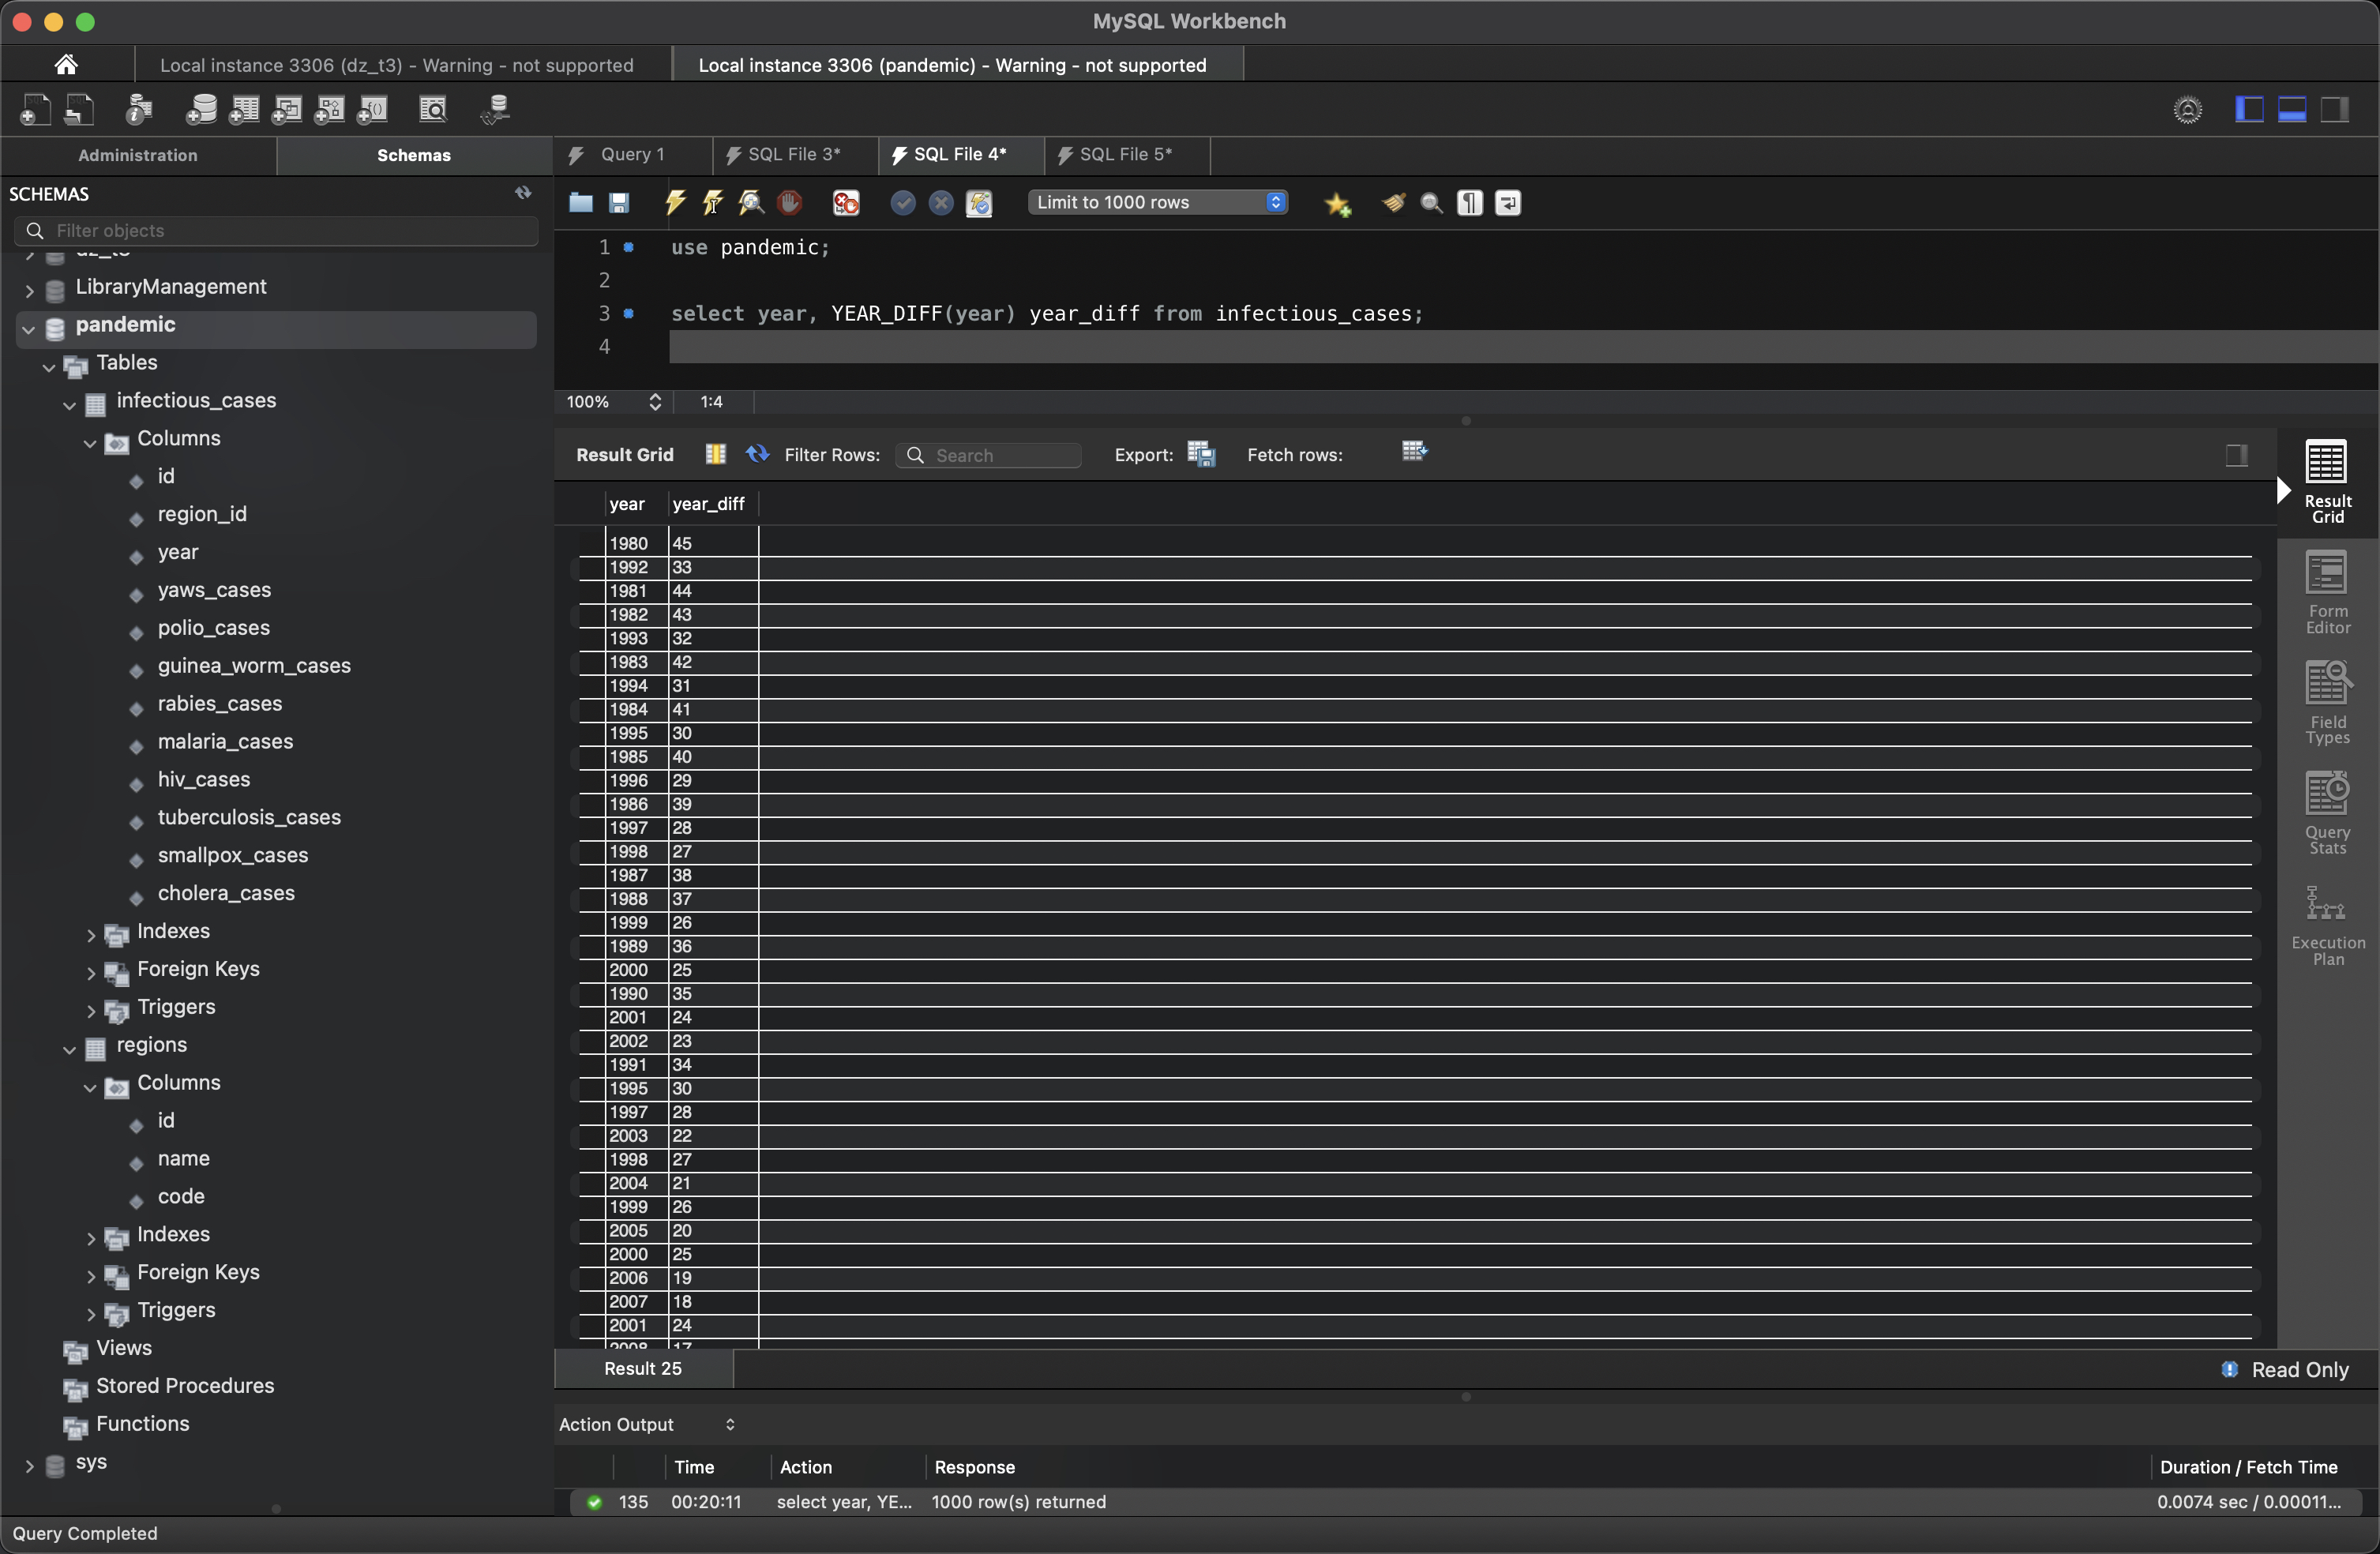 MySQL Workbench
Local instance 3306 (dz_t3) - Warning - not supported
Local instance 3306 (pandemic) - Warning - not supported
Administration
Schemas
Query 1
SQL File 3*
SQL File 4*
SQL File 5*
SCHEMAS
Filter objects
dz_t3
LibraryManagement
pandemic
Tables
infectious_cases
Columns
id
region_id
year
yaws_cases
polio_cases
guinea_worm_cases
rabies_cases
malaria_cases
hiv_cases
tuberculosis_cases
smallpox_cases
cholera_cases
Indexes
Foreign Keys
Triggers
regions
Columns
id
name
code
Indexes
Foreign Keys
Triggers
Views
Stored Procedures
Functions
sys
Limit to 1000 rows
1 use pandemic;
2
3 select year, YEAR_DIFF(year) year_diff from infectious_cases;
4
100% 1:4
Result Grid Filter Rows: Search Export: Fetch rows:
year year_diff
1980 45
1992 33
1981 44
1982 43
1993 32
1983 42
1994 31
1984 41
1995 30
1985 40
1996 29
1986 39
1997 28
1998 27
1987 38
1988 37
1999 26
1989 36
2000 25
1990 35
2001 24
2002 23
1991 34
1995 30
1997 28
2003 22
1998 27
2004 21
1999 26
2005 20
2000 25
2006 19
2007 18
2001 24
2008 17
Result
Grid
Form
Editor
Field
Types
Query
Stats
Execution
Plan
Result 25
Read Only
Action Output
Time Action Response Duration / Fetch Time
135 00:20:11 select year, YE... 1000 row(s) returned 0.0074 sec / 0.00011...
Query Completed